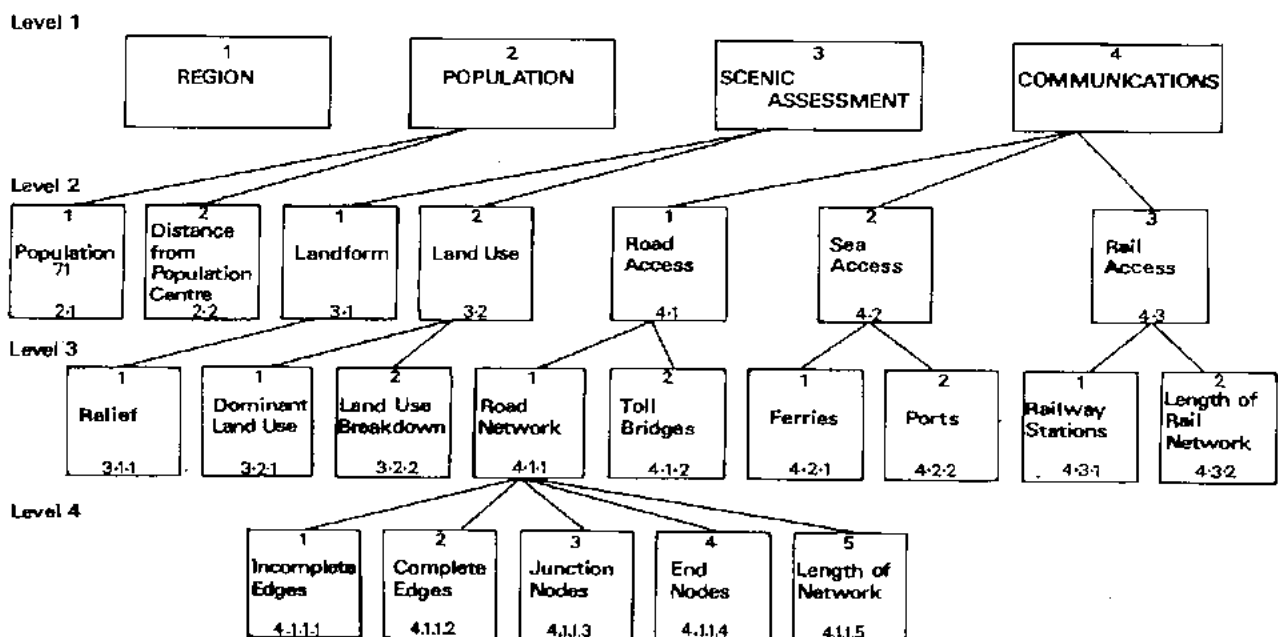 Level 1
1
REGION
2
POPULATION
3
SCENIC
ASSESSMENT
4
COMMUNICATIONS
Level 2
1
Population
71
2·1
2
Distance
from
Population
Centre
2·2
1
Landform
3·1
2
Land Use
3·2
1
Road
Access
4·1
2
Sea
Access
4·2
3
Rail
Access
4·3
Level 3
1
Relief
3·1·1
1
Dominant
Land Use
3·2·1
2
Land Use
Breakdown
3·2·2
1
Road
Network
4·1·1
2
Toll
Bridges
4·1·2
1
Ferries
4·2·1
2
Ports
4·2·2
1
Railway
Stations
4·3·1
2
Length of
Rail
Network
4·3·2
Level 4
1
Incomplete
Edges
4·1·1·1
2
Complete
Edges
4.1.1.2
3
Junction
Nodes
4.1.1.3
4
End
Nodes
4.1.1.4
5
Length of
Network
4.1.1.5